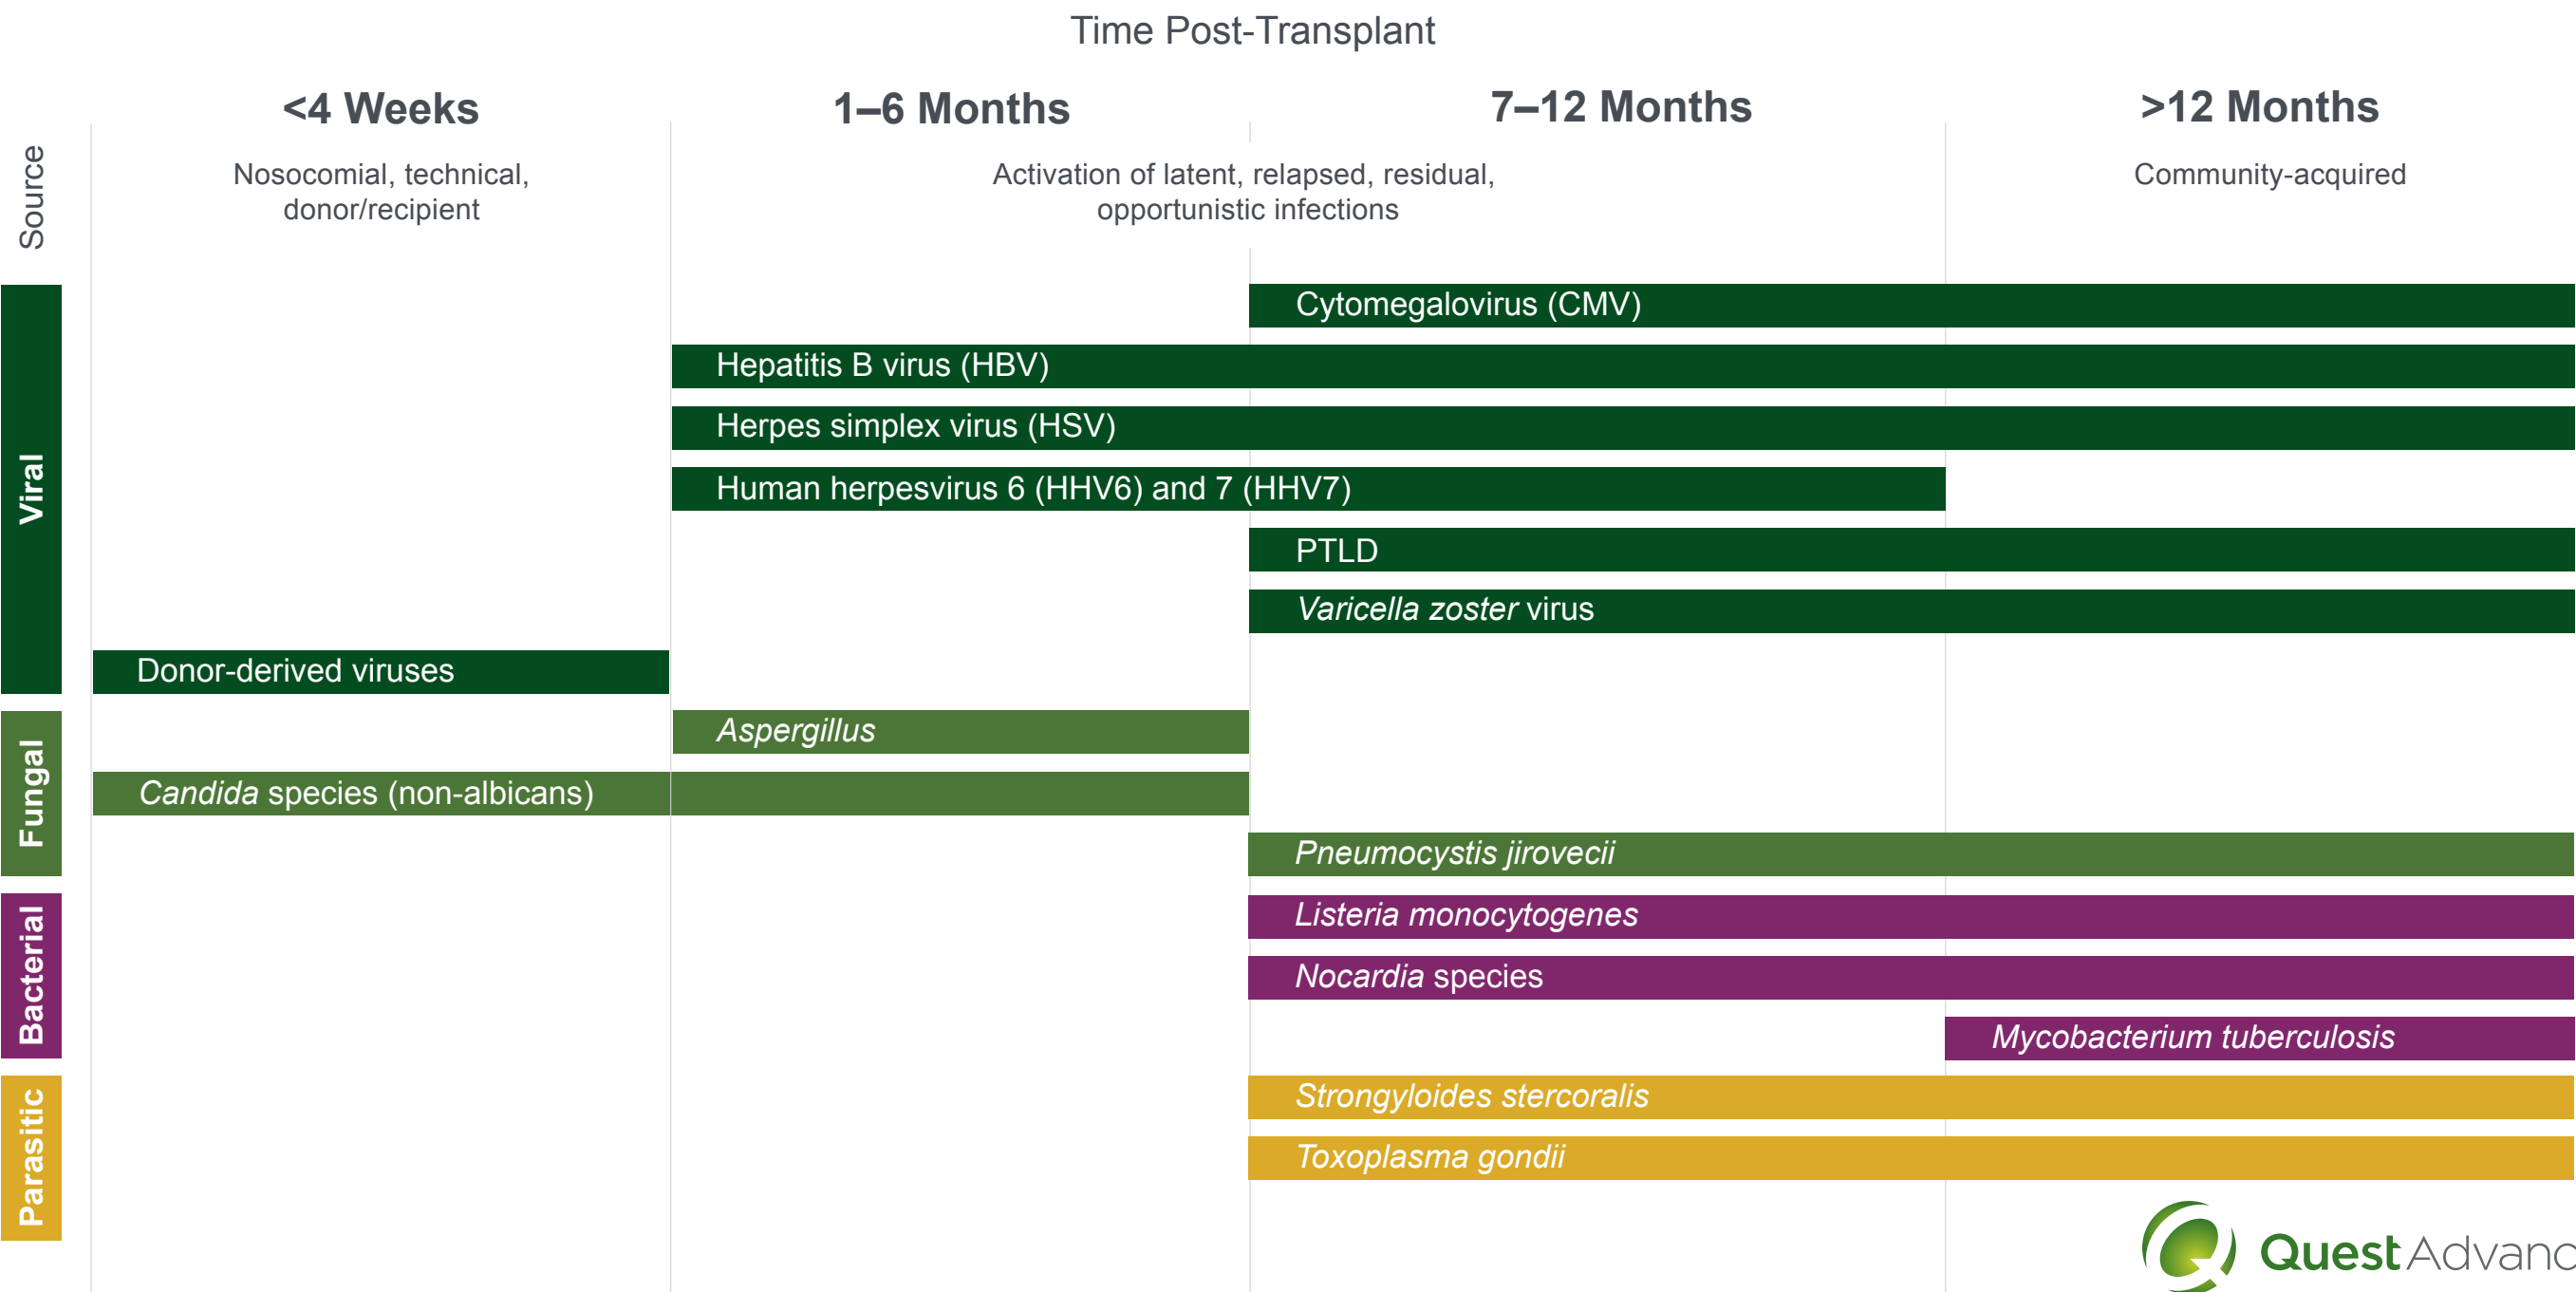 Time Post-Transplant
<4 Weeks
1–6 Months
7–12 Months
>12 Months
Source
Nosocomial, technical,
donor/recipient
Activation of latent, relapsed, residual,
opportunistic infections
Community-acquired
Viral
Cytomegalovirus (CMV)
Hepatitis B virus (HBV)
Herpes simplex virus (HSV)
Human herpesvirus 6 (HHV6) and 7 (HHV7)
PTLD
Varicella zoster virus
Donor-derived viruses
Fungal
Aspergillus
Candida species (non-albicans)
Pneumocystis jirovecii
Bacterial
Listeria monocytogenes
Nocardia species
Mycobacterium tuberculosis
Parasitic
Strongyloides stercoralis
Toxoplasma gondii
Quest Advanc